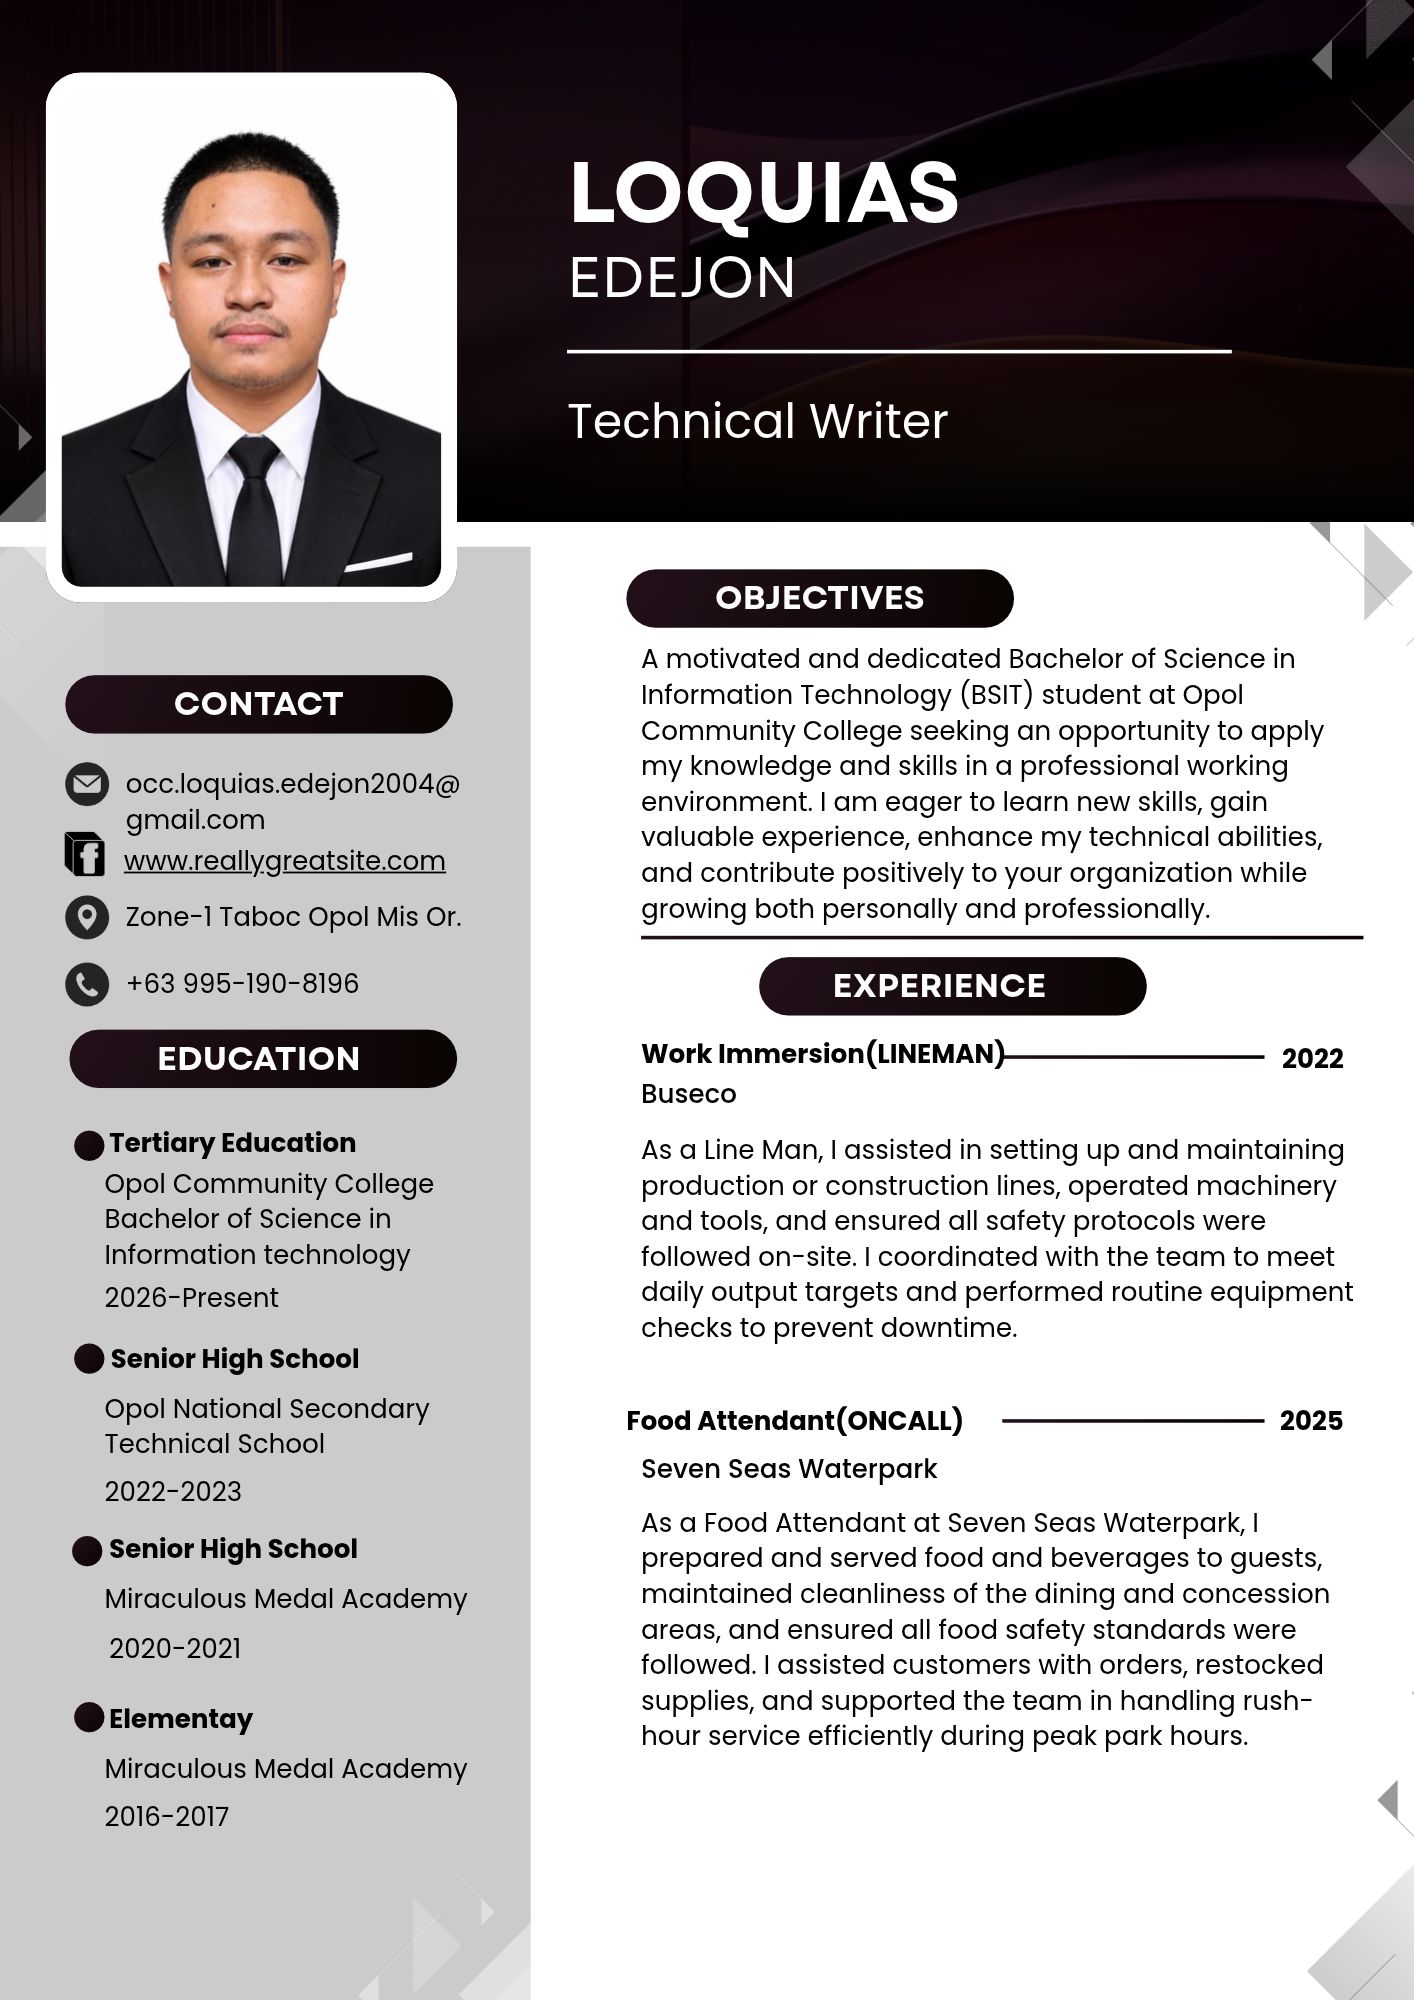 LOQUIAS
EDEJON
Technical Writer
CONTACT
occ.loquias.edejon2004@
gmail.com
www.reallygreatsite.com
Zone-1 Taboc Opol Mis Or.
+63 995-190-8196
EDUCATION
Tertiary Education
Opol Community College
Bachelor of Science in
Information technology
2026-Present
Senior High School
Opol National Secondary
Technical School
2022-2023
Senior High School
Miraculous Medal Academy
2020-2021
Elementay
Miraculous Medal Academy
2016-2017
OBJECTIVES
A motivated and dedicated Bachelor of Science in
Information Technology (BSIT) student at Opol
Community College seeking an opportunity to apply
my knowledge and skills in a professional working
environment. I am eager to learn new skills, gain
valuable experience, enhance my technical abilities,
and contribute positively to your organization while
growing both personally and professionally.
EXPERIENCE
Work Immersion(LINEMAN) 2022
Buseco
As a Line Man, I assisted in setting up and maintaining
production or construction lines, operated machinery
and tools, and ensured all safety protocols were
followed on-site. I coordinated with the team to meet
daily output targets and performed routine equipment
checks to prevent downtime.
Food Attendant(ONCALL) 2025
Seven Seas Waterpark
As a Food Attendant at Seven Seas Waterpark, I
prepared and served food and beverages to guests,
maintained cleanliness of the dining and concession
areas, and ensured all food safety standards were
followed. I assisted customers with orders, restocked
supplies, and supported the team in handling rush-
hour service efficiently during peak park hours.